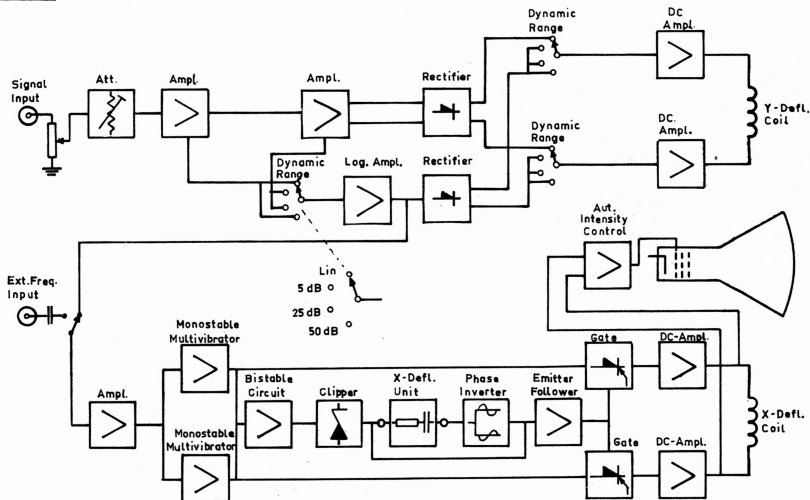 Signal
Input
Att.
Ampl.
Ampl.
Rectifier
Dynamic
Range
DC
Ampl.
Y-Defl.
Coil
Dynamic
Range
Log. Ampl.
Rectifier
Dynamic
Range
DC.
Ampl.
Aut.
Intensity
Control
Lin
5 dB
25 dB
50 dB
Ext.Freq.
Input
Monostable
Multivibrator
Ampl.
Bistable
Circuit
Clipper
X-Defl.
Unit
Phase
Inverter
Emitter
Follower
Gate
DC-Ampl.
X-Defl.
Coil
Monostable
Multivibrator
Gate
DC-Ampl.